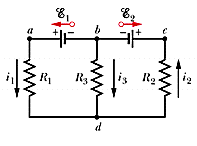 ℰ₁ ℰ₂
a + − b − + c
i₁ R₁ R₃ i₃ R₂ i₂
d